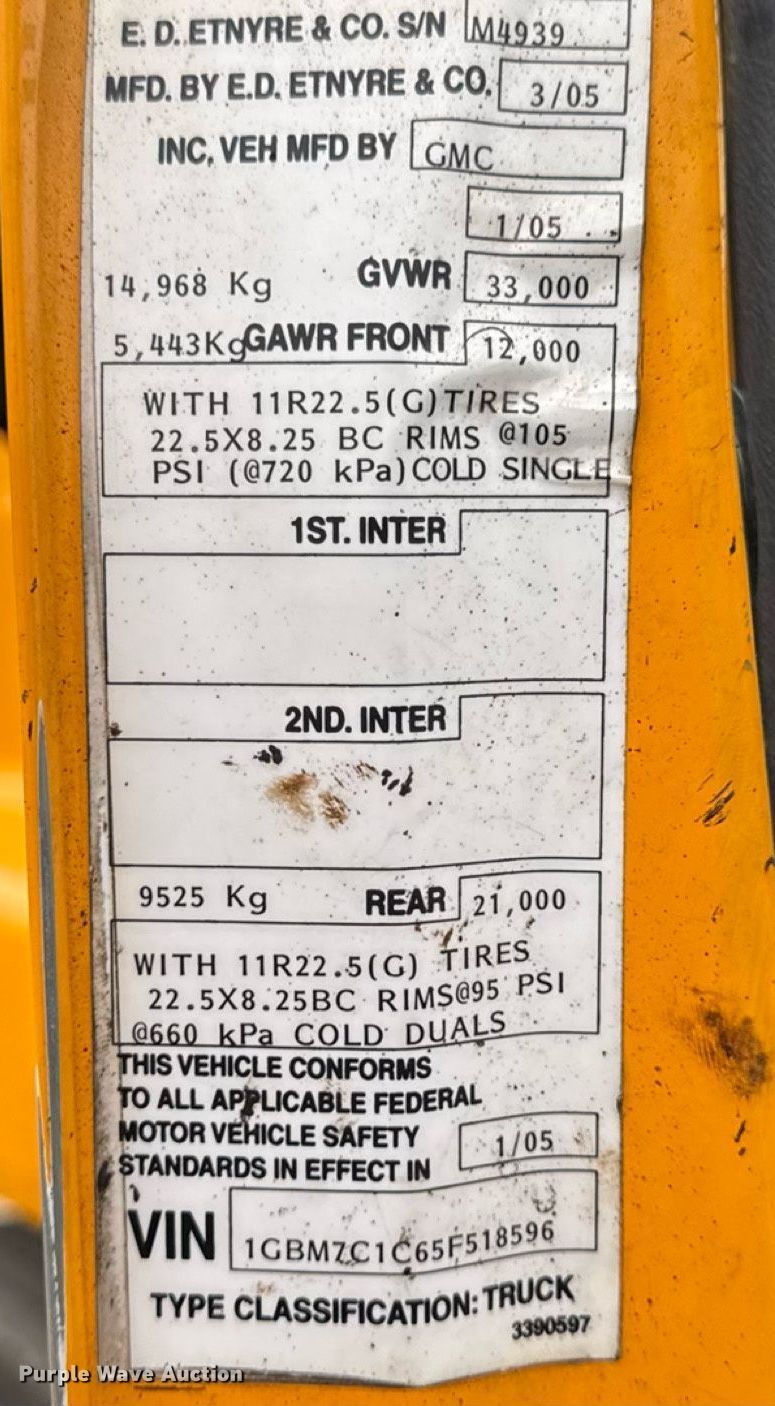 E. D. ETNYRE & CO. S/N M4939
MFD. BY E.D. ETNYRE & CO. 3/05
INC. VEH MFD BY GMC
1/05
14,968 Kg GVWR 33,000
5,443Kg GAWR FRONT 12,000
WITH 11R22.5(G)TIRES
22.5X8.25 BC RIMS @105
PSI (@720 kPa)COLD SINGLE
1ST. INTER
2ND. INTER
9525 Kg REAR 21,000
WITH 11R22.5(G) TIRES
22.5X8.25BC RIMS@95 PSI
@660 kPa COLD DUALS
THIS VEHICLE CONFORMS
TO ALL APPLICABLE FEDERAL
MOTOR VEHICLE SAFETY
STANDARDS IN EFFECT IN 1/05
VIN 1GBM7C1C65F518596
TYPE CLASSIFICATION: TRUCK
3390597
Purple Wave Auction